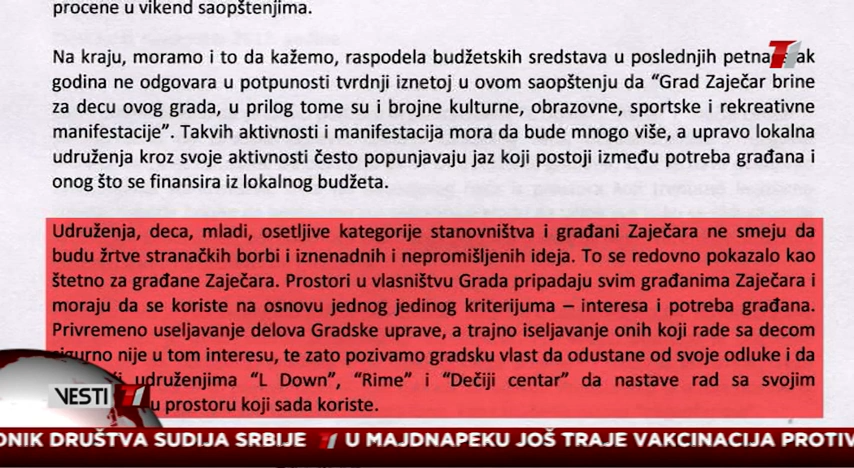 procene u vikend saopštenjima.
Na kraju, moramo i to da kažemo, raspodela budžetskih sredstava u poslednjih
godina ne odgovara u potpunosti tvrdnji iznetoj u ovom saopštenju da “Grad Zaječar brine
za decu ovog grada, u prilog tome su i brojne kulturne, obrazovne, sportske i rekreativne
manifestacije”. Takvih aktivnosti i manifestacija mora da bude mnogo više, a upravo lokalna
udruženja kroz svoje aktivnosti često popunjavaju jaz koji postoji između potreba građana i
onog što se finansira iz lokalnog budžeta.
Udruženja, deca, mladi, osetljive kategorije stanovništva i građani Zaječara ne smeju da
budu žrtve stranačkih borbi i iznenadnih i nepromišljenih ideja. To se redovno pokazalo kao
štetno za građane Zaječara. Prostori u vlasništvu Grada pripadaju svim građanima Zaječara i
moraju da se koriste na osnovu jednog jedinog kriterijuma – interesa i potreba građana.
Privremeno useljavanje delova Gradske uprave, a trajno iseljavanje onih koji rade sa decom
sigurno nije u tom interesu, te zato pozivamo gradsku vlast da odustane od svoje odluke i da
udruženjima “L Down”, “Rime” i “Dečiji centar” da nastave rad sa svojim
u prostoru koji sada koriste.
VESTI T1
ONIK DRUŠTVA SUDIJA SRBIJE T1 U MAJDNAPEKU JOŠ TRAJE VAKCINACIJA PROTIV